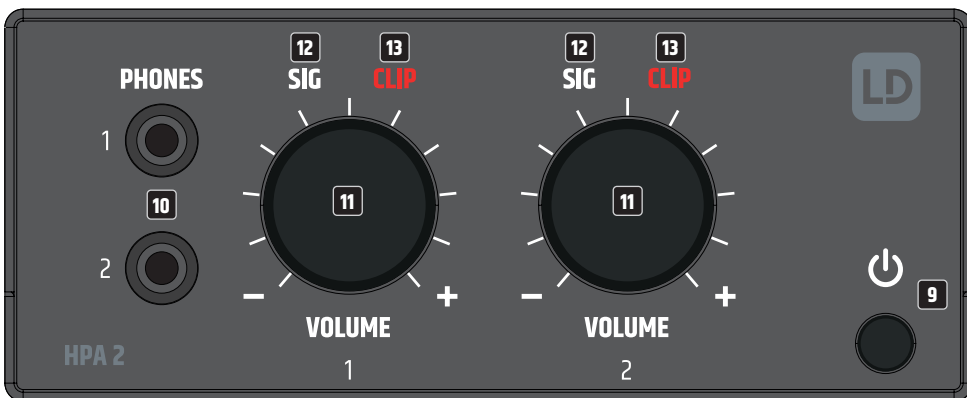 12 13 12 13
PHONES SIG CLIP SIG CLIP
LD
1
11 11
10
2
9
− + − +
VOLUME VOLUME
HPA 2
1 2